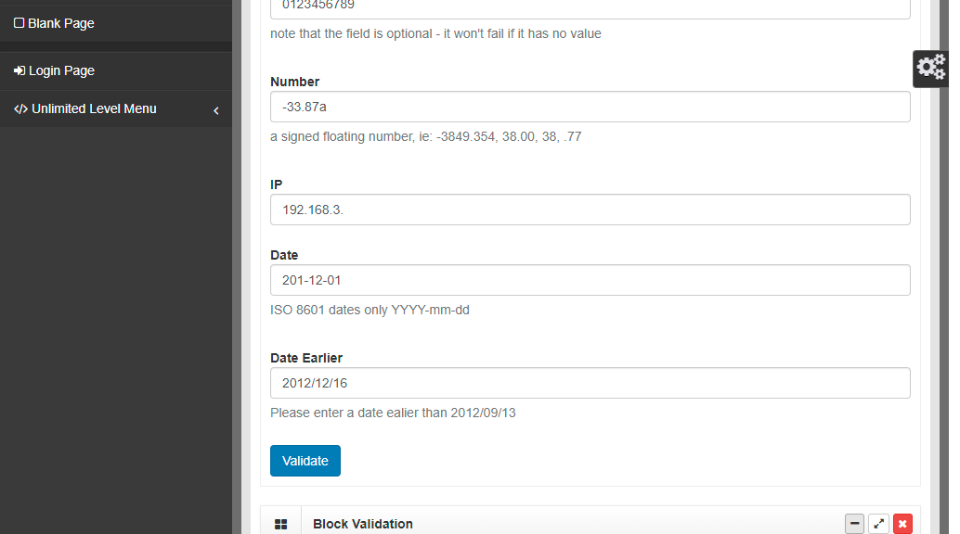 0123456789
Blank Page
note that the field is optional - it won't fail if it has no value
Login Page
Number
-33.87a
Unlimited Level Menu
a signed floating number, ie: -3849.354, 38.00, 38, .77
IP
192.168.3.
Date
201-12-01
ISO 8601 dates only YYYY-mm-dd
Date Earlier
2012/12/16
Please enter a date ealier than 2012/09/13
Validate
Block Validation